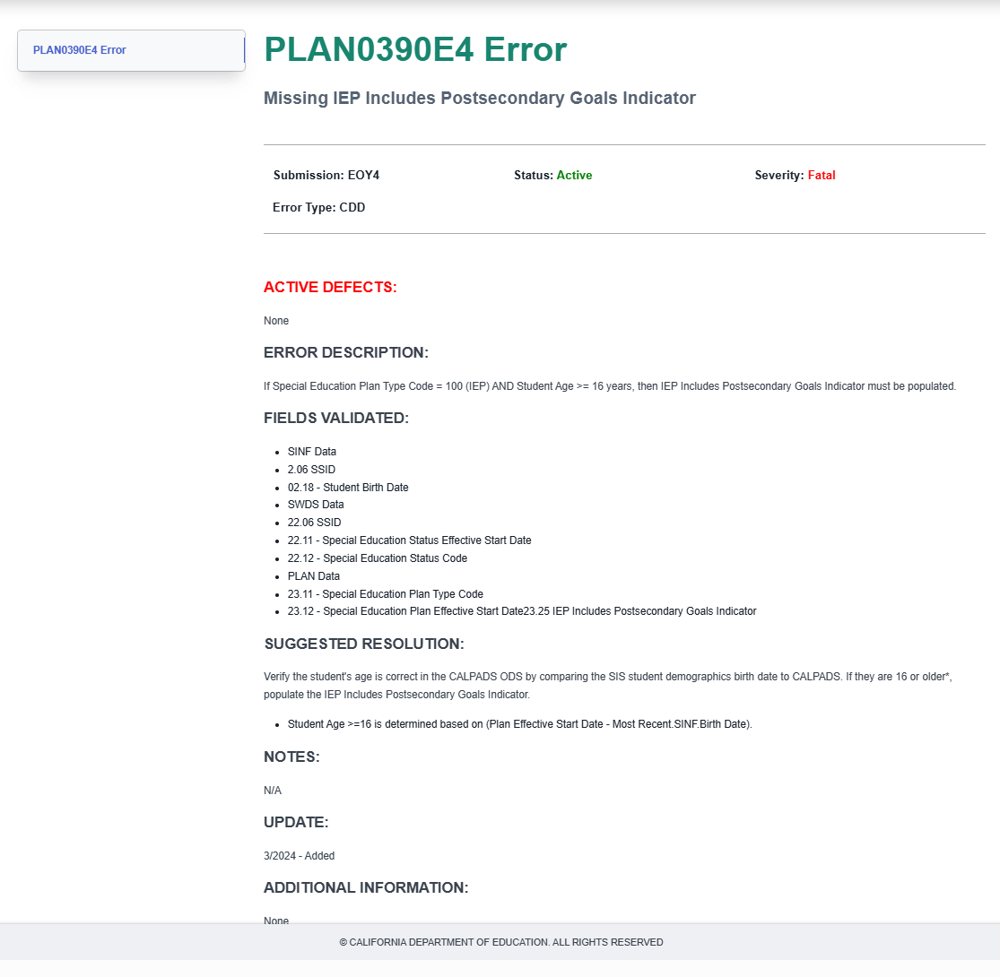 PLAN0390E4 Error
PLAN0390E4 Error
Missing IEP Includes Postsecondary Goals Indicator
Submission: EOY4
Status: Active
Severity: Fatal
Error Type: CDD
ACTIVE DEFECTS:
None
ERROR DESCRIPTION:
If Special Education Plan Type Code = 100 (IEP) AND Student Age >= 16 years, then IEP Includes Postsecondary Goals Indicator must be populated.
FIELDS VALIDATED:
• SINF Data
• 2.06 SSID
• 02.18 - Student Birth Date
• SWDS Data
• 22.06 SSID
• 22.11 - Special Education Status Effective Start Date
• 22.12 - Special Education Status Code
• PLAN Data
• 23.11 - Special Education Plan Type Code
• 23.12 - Special Education Plan Effective Start Date23.25 IEP Includes Postsecondary Goals Indicator
SUGGESTED RESOLUTION:
Verify the student's age is correct in the CALPADS ODS by comparing the SIS student demographics birth date to CALPADS. If they are 16 or older*,
populate the IEP Includes Postsecondary Goals Indicator.
• Student Age >=16 is determined based on (Plan Effective Start Date - Most Recent.SINF.Birth Date).
NOTES:
N/A
UPDATE:
3/2024 - Added
ADDITIONAL INFORMATION:
None
© CALIFORNIA DEPARTMENT OF EDUCATION. ALL RIGHTS RESERVED